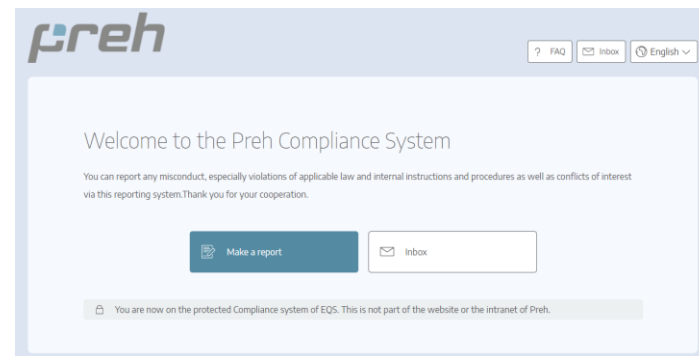 preh
? FAQ Inbox English
Welcome to the Preh Compliance System
You can report any misconduct, especially violations of applicable law and internal instructions and procedures as well as conflicts of interest
via this reporting system.Thank you for your cooperation.
Make a report Inbox
You are now on the protected Compliance system of EQS. This is not part of the website or the intranet of Preh.